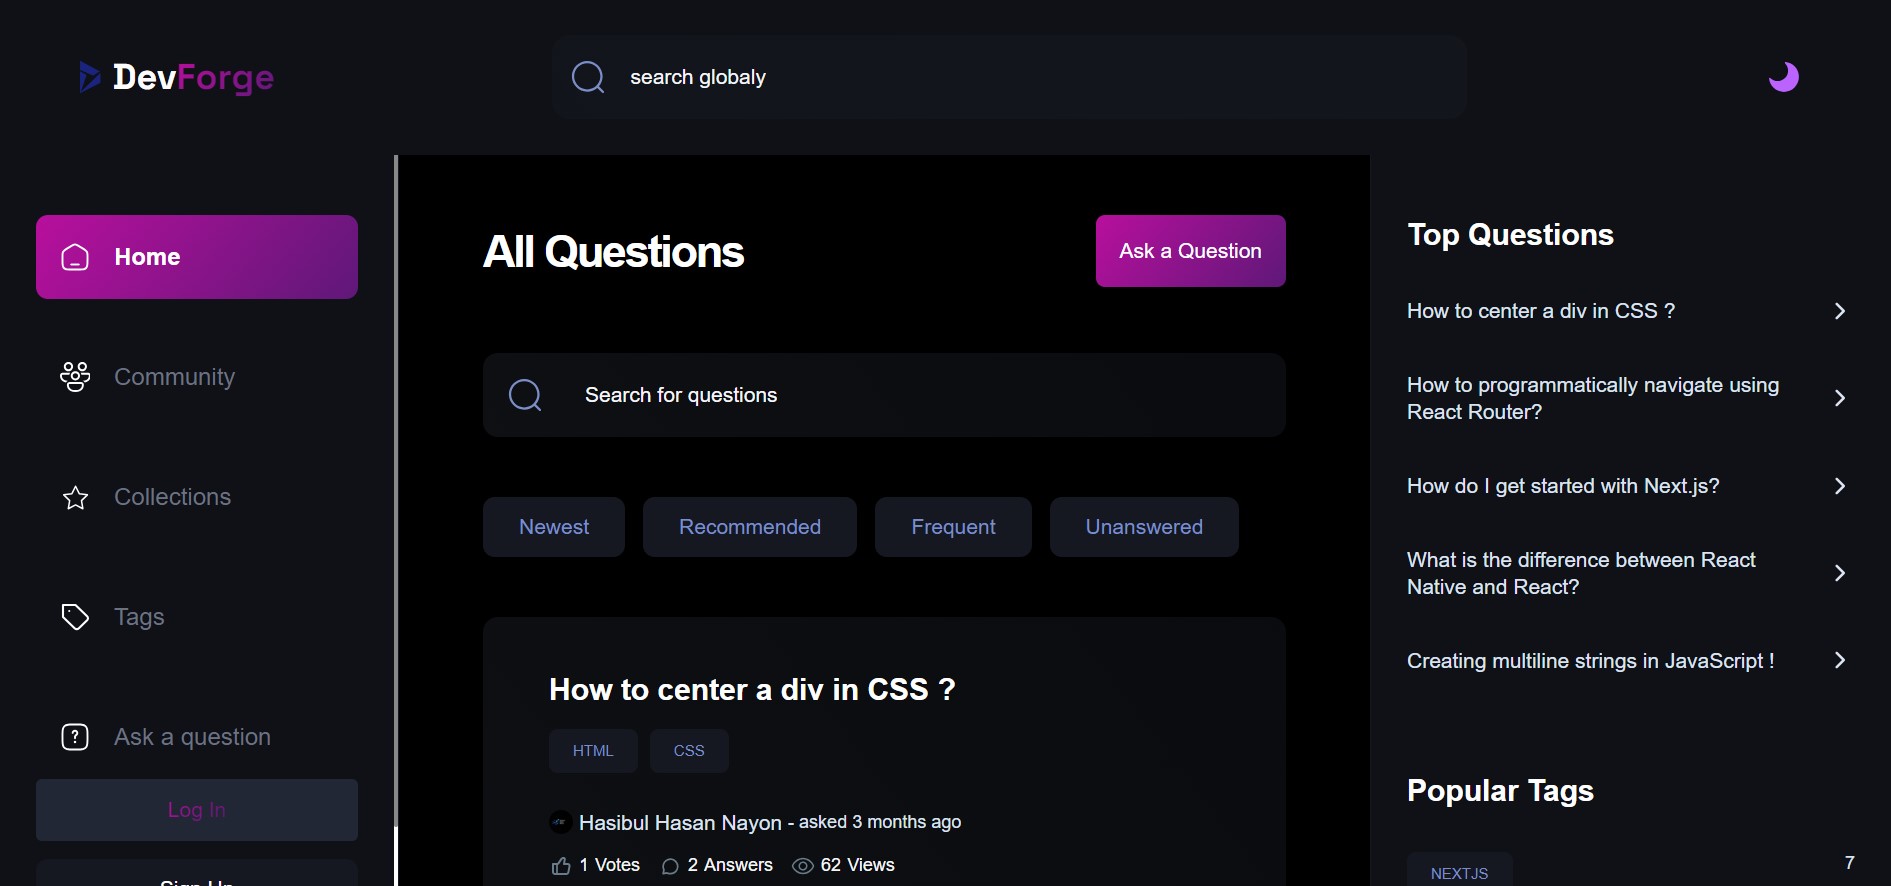 DevForge
search globaly
Home
Community
Collections
Tags
Ask a question
Log In
Sign Up
All Questions
Ask a Question
Search for questions
Newest
Recommended
Frequent
Unanswered
How to center a div in CSS ?
HTML
CSS
Hasibul Hasan Nayon - asked 3 months ago
1 Votes
2 Answers
62 Views
Top Questions
How to center a div in CSS ?
How to programmatically navigate using
React Router?
How do I get started with Next.js?
What is the difference between React
Native and React?
Creating multiline strings in JavaScript !
Popular Tags
NEXTJS
7